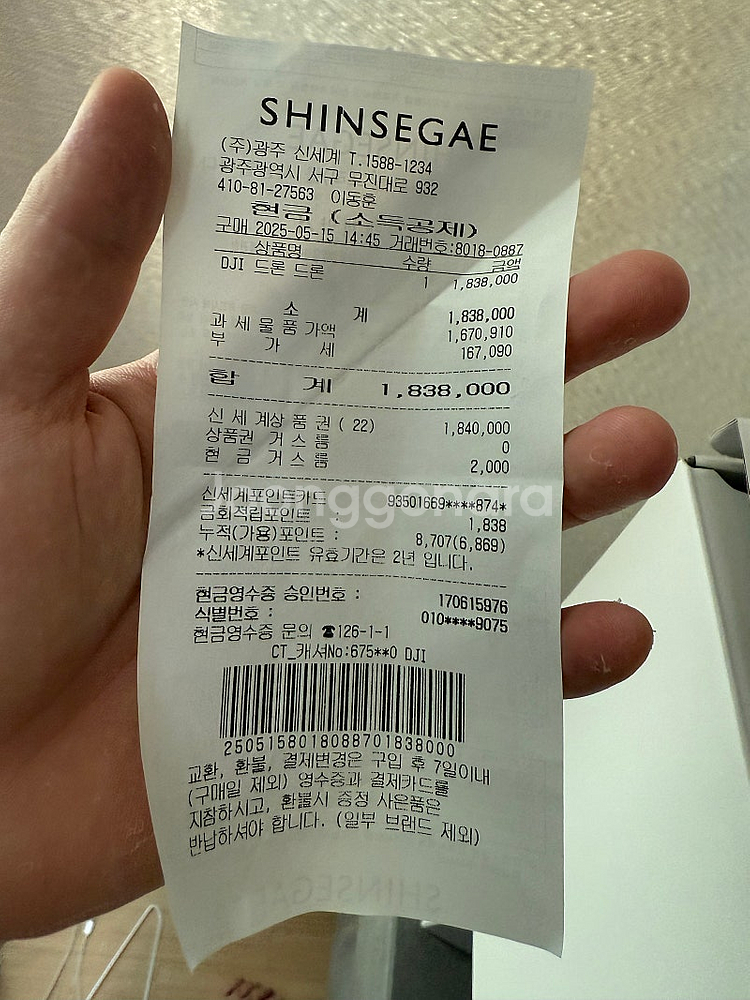 SHINSEGAE
(주)광주 신세계 T.1588-1234
광주광역시 서구 무진대로 932
410-81-27563 이동훈
현금 (소득공제)
구매 2025-05-15 14:45 거래번호:8018-0887
상품명 수량 금액
DJI 드론 드론 1 1,838,000
소 계 1,838,000
과 세 물 품 가액 1,670,910
부 가 세 167,090
합 계 1,838,000
신 세 계상 품 권 ( 22) 1,840,000
상품권 거 스 름 0
현 금 거 스 름 2,000
신세계포인트카드 93501669****874*
금회적립포인트 : 1,838
누적(가용)포인트 : 8,707(6,869)
*신세계포인트 유효기간은 2년 입니다.
현금영수증 승인번호 : 170615976
식별번호 : 010****9075
현금영수증 문의 ☎126-1-1
CT_캐셔No:675**0 DJI
2505158018088701838000
교환, 환불, 결제변경은 구입 후 7일이내
(구매일 제외) 영수증과 결제카드를
지참하시고, 환불시 증정 사은품은
반납하셔야 합니다. (일부 브랜드 제외)